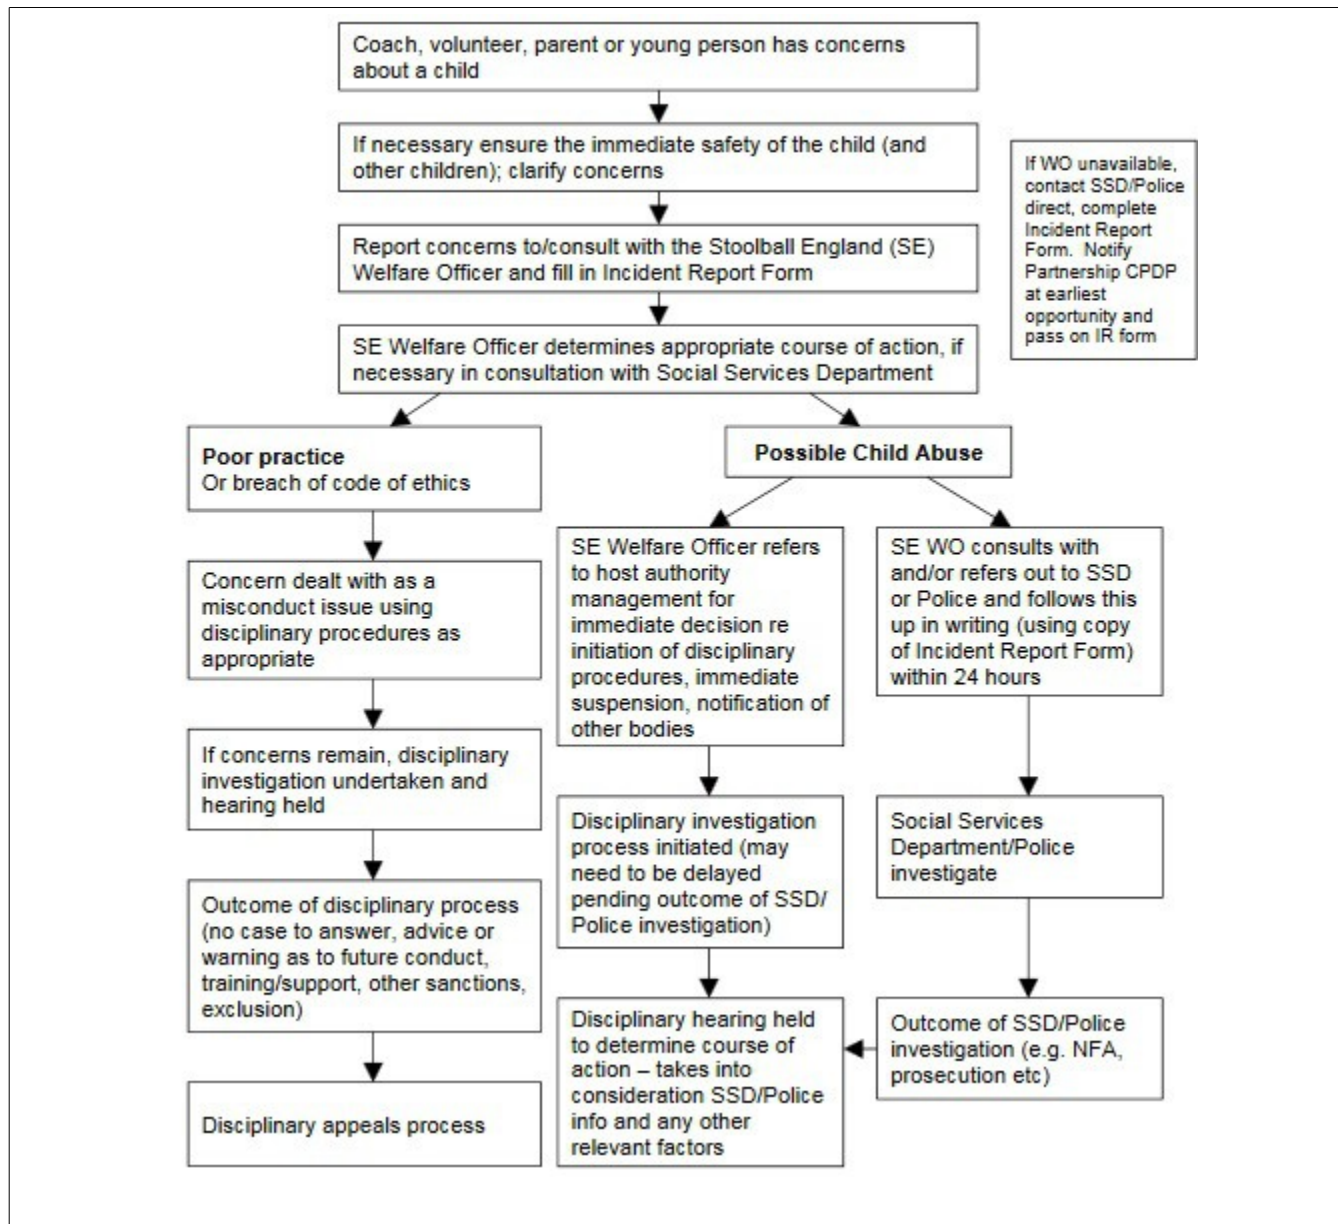 Coach, volunteer, parent or young person has concerns
about a child
If necessary ensure the immediate safety of the child (and
other children); clarify concerns
If WO unavailable,
contact SSD/Police
direct, complete
Incident Report
Form. Notify
Partnership CPDP
at earliest
opportunity and
pass on IR form
Report concerns to/consult with the Stoolball England (SE)
Welfare Officer and fill in Incident Report Form
SE Welfare Officer determines appropriate course of action, if
necessary in consultation with Social Services Department
Poor practice
Or breach of code of ethics
Concern dealt with as a
misconduct issue using
disciplinary procedures as
appropriate
If concerns remain, disciplinary
investigation undertaken and
hearing held
Outcome of disciplinary process
(no case to answer, advice or
warning as to future conduct,
training/support, other sanctions,
exclusion)
Disciplinary appeals process
Possible Child Abuse
SE Welfare Officer refers
to host authority
management for
immediate decision re
initiation of disciplinary
procedures, immediate
suspension, notification of
other bodies
Disciplinary investigation
process initiated (may
need to be delayed
pending outcome of SSD/
Police investigation)
Disciplinary hearing held
to determine course of
action – takes into
consideration SSD/Police
info and any other
relevant factors
SE WO consults with
and/or refers out to SSD
or Police and follows this
up in writing (using copy
of Incident Report Form)
within 24 hours
Social Services
Department/Police
investigate
Outcome of SSD/Police
investigation (e.g. NFA,
prosecution etc)